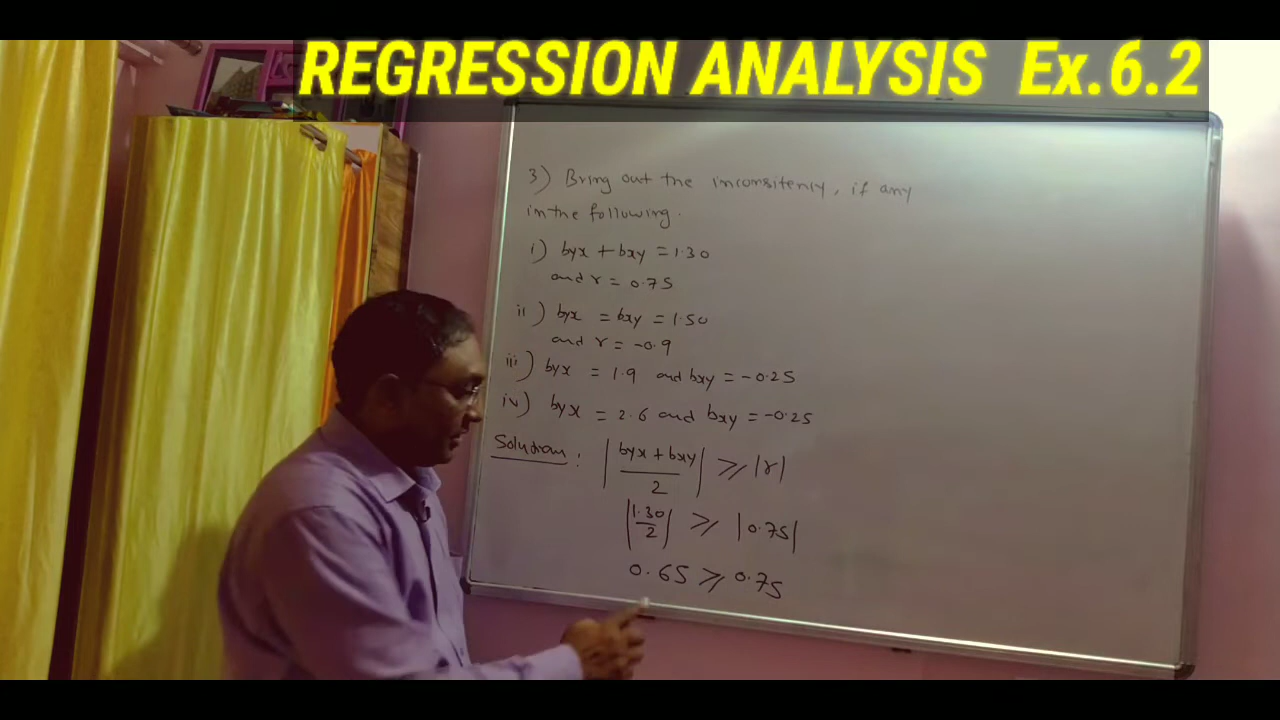 REGRESSION ANALYSIS Ex.6.2
3) Bring out the inconsitency, if any
in the following.
i) byx + bxy = 1.30
and r = 0.75
ii) byx = bxy = 1.50
and r = -0.9
iii) byx = 1.9 and bxy = -0.25
iv) byx = 2.6 and bxy = -0.25
Solution : |byx + bxy / 2| ⩾ |r|
|1.30 / 2| ⩾ |0.75|
0.65 ⩾ 0.75